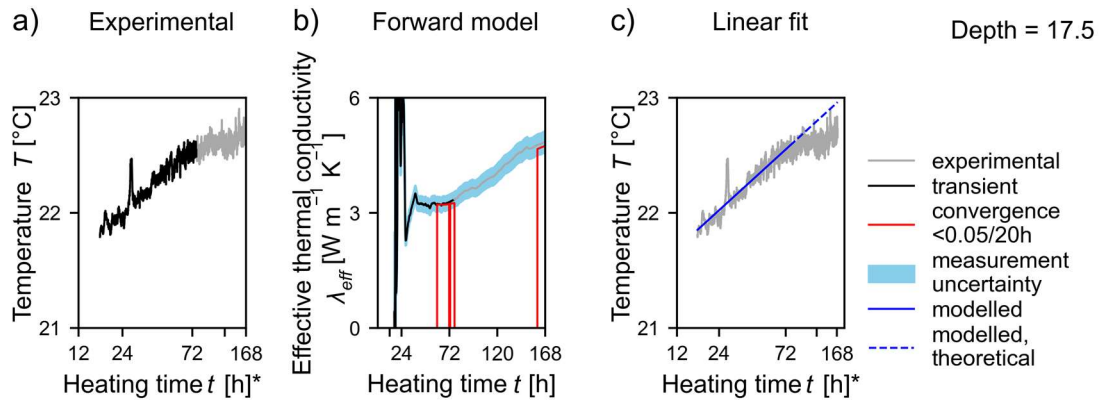 a) Experimental
b) Forward model
c) Linear fit
Depth = 17.5
Temperature T [°C]
23
22
21
12 24 72 168
Heating time t [h]*
Effective thermal conductivity
λeff [W m⁻¹ K⁻¹]
6
3
0
24 72 120 168
Heating time t [h]
Temperature T [°C]
23
22
21
12 24 72 168
Heating time t [h]*
experimental
transient
convergence
<0.05/20h
measurement
uncertainty
modelled
modelled,
theoretical